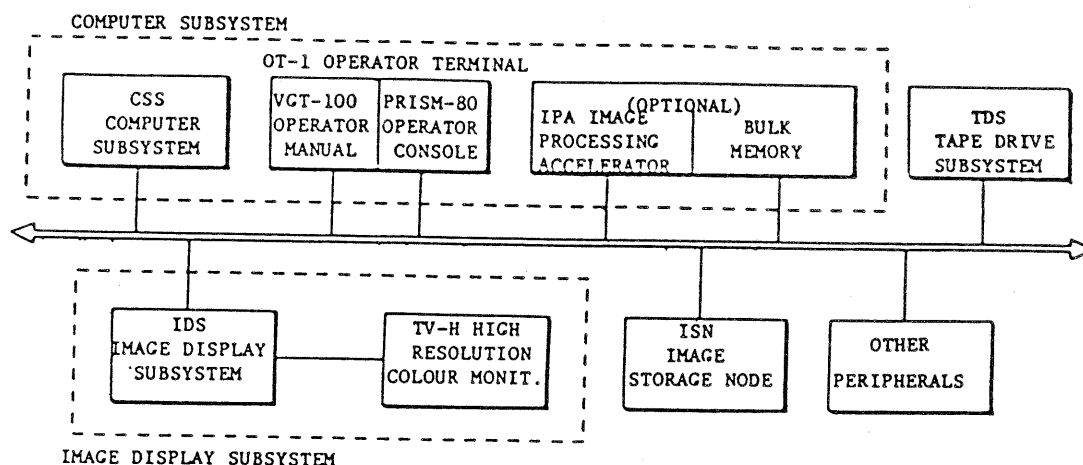 COMPUTER SUBSYSTEM
OT-1 OPERATOR TERMINAL
CSS
COMPUTER
SUBSYSTEM
VGT-100
OPERATOR
MANUAL
PRISM-80
OPERATOR
CONSOLE
(OPTIONAL)
IPA IMAGE
PROCESSING
ACCELERATOR
BULK
MEMORY
TDS
TAPE DRIVE
SUBSYSTEM
IDS
IMAGE DISPLAY
SUBSYSTEM
TV-H HIGH
RESOLUTION
COLOUR MONIT.
ISN
IMAGE
STORAGE NODE
OTHER
PERIPHERALS
IMAGE DISPLAY SUBSYSTEM